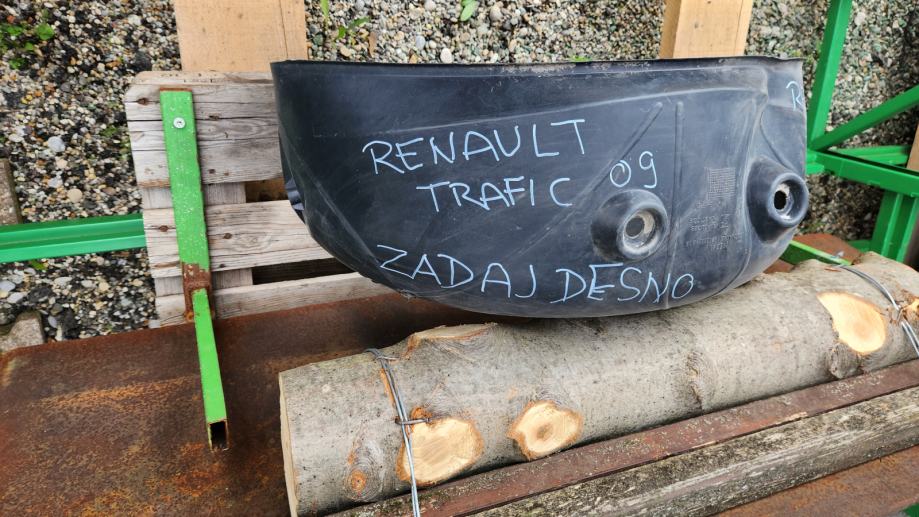 RENAULT
TRAFIC 09
ZADAJ DESNO
R